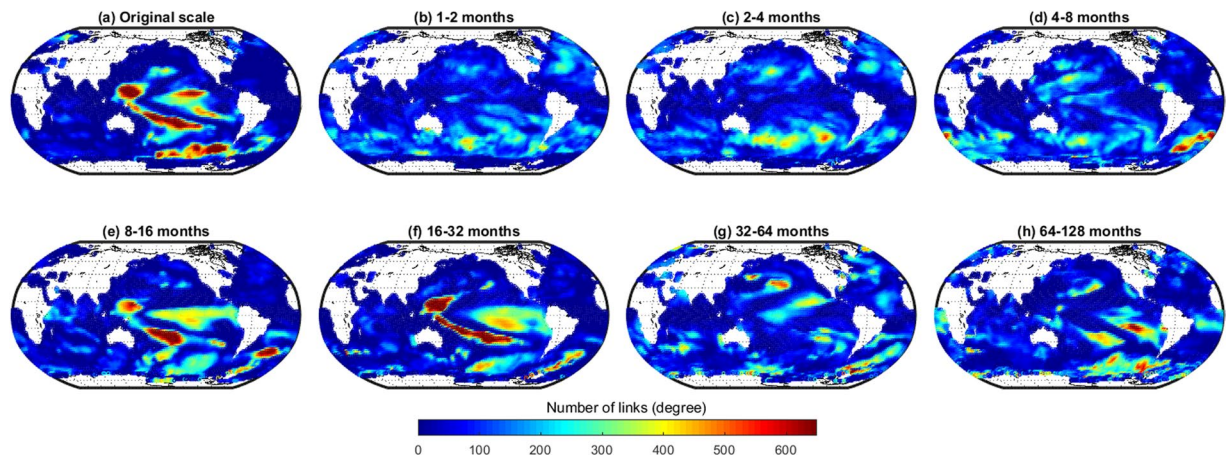 (a) Original scale
(b) 1-2 months
(c) 2-4 months
(d) 4-8 months
(e) 8-16 months
(f) 16-32 months
(g) 32-64 months
(h) 64-128 months
Number of links (degree)
0 100 200 300 400 500 600